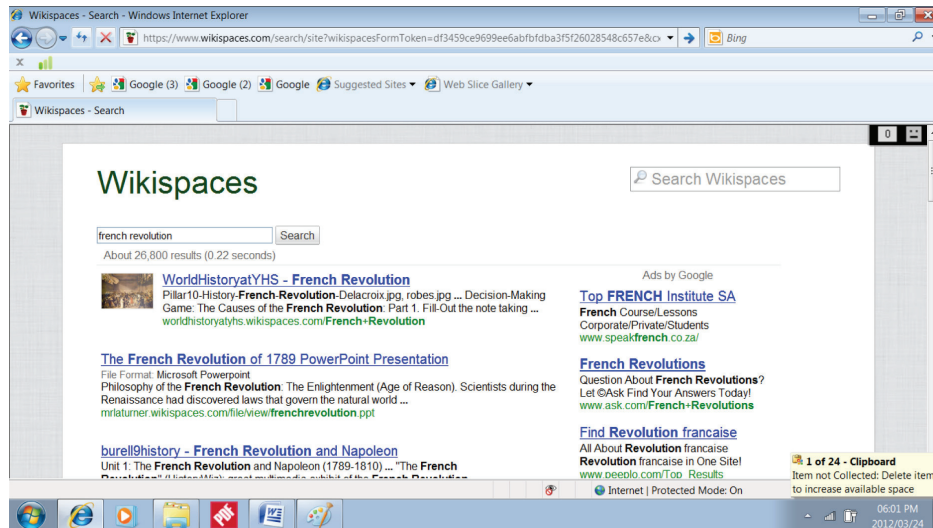 Wikispaces - Search - Windows Internet Explorer
https://www.wikispaces.com/search/site?wikispacesFormToken=df3459ce9699ee6abfbfdba3f5f26028548c657e&co
Bing
x
Favorites Google (3) Google (2) Google Suggested Sites Web Slice Gallery
Wikispaces - Search
0
Wikispaces
Search Wikispaces
french revolution Search
About 26,800 results (0.22 seconds)
WorldHistoryatYHS - French Revolution
Pillar10-History-French-Revolution-Delacroix.jpg, robes.jpg ... Decision-Making
Game: The Causes of the French Revolution: Part 1. Fill-Out the note taking ...
worldhistoryatyhs.wikispaces.com/French+Revolution
The French Revolution of 1789 PowerPoint Presentation
File Format: Microsoft Powerpoint
Philosophy of the French Revolution: The Enlightenment (Age of Reason). Scientists during the
Renaissance had discovered laws that govern the natural world ...
mrlaturner.wikispaces.com/file/view/frenchrevolution.ppt
burell9history - French Revolution and Napoleon
Unit 1: The French Revolution and Napoleon (1789-1810) ... "The French
Ads by Google
Top FRENCH Institute SA
French Course/Lessons
Corporate/Private/Students
www.speakfrench.co.za/
French Revolutions
Question About French Revolutions?
Let ©Ask Find Your Answers Today!
www.ask.com/French+Revolutions
Find Revolution francaise
All About Revolution francaise
Revolution francaise in One Site!
www.peeplo.com/Top_Results
1 of 24 - Clipboard
Item not Collected: Delete item
to increase available space
Internet | Protected Mode: On
PDF
W
06:01 PM
2012/03/24